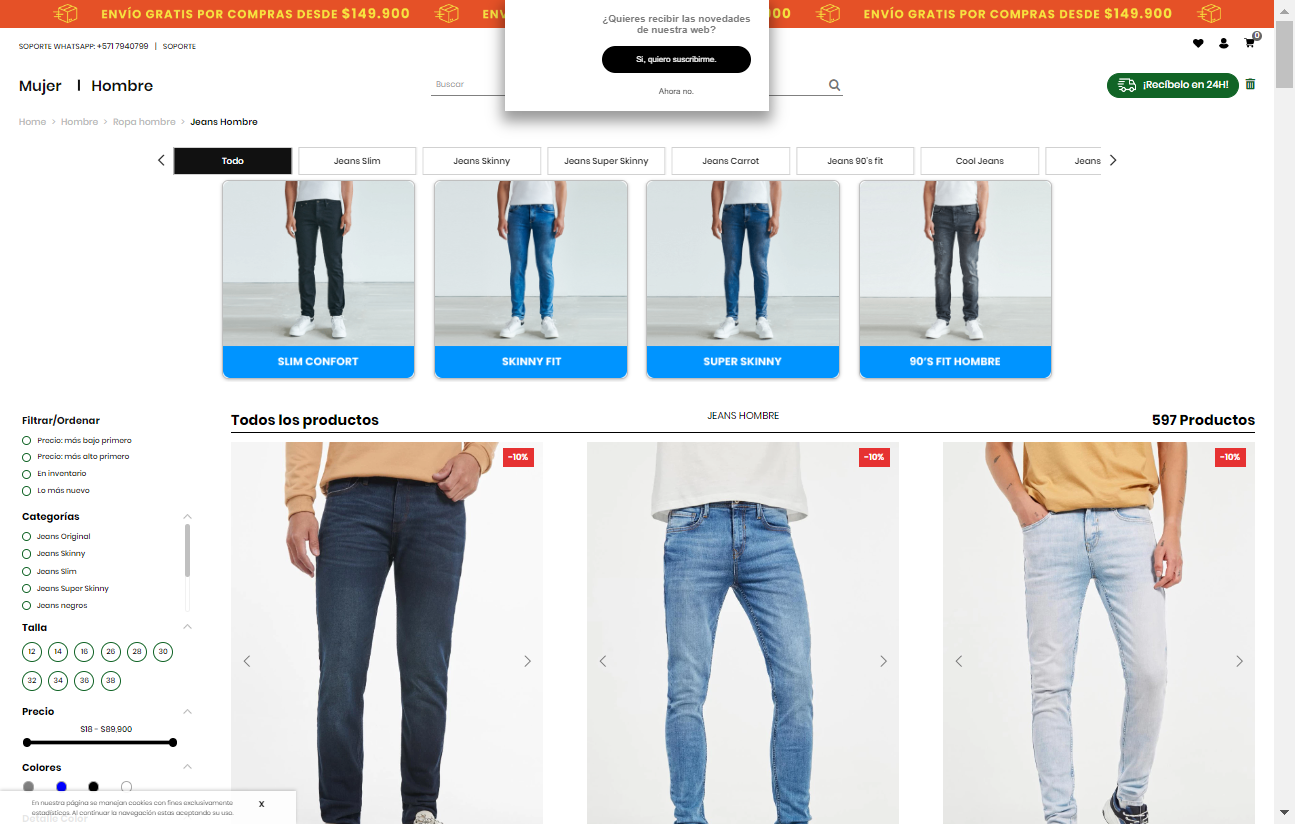 ENVÍO GRATIS POR COMPRAS DESDE $149.900
ENV
00
ENVÍO GRATIS POR COMPRAS DESDE $149.900
¿Quieres recibir las novedades
de nuestra web?
Si, quiero suscribirme.
Ahora no.
SOPORTE WHATSAPP: +571 7940799 | SOPORTE
0
Mujer | Hombre
Buscar
¡Recíbelo en 24H!
Home > Hombre > Ropa hombre > Jeans Hombre
Todo
Jeans Slim
Jeans Skinny
Jeans Super Skinny
Jeans Carrot
Jeans 90's fit
Cool Jeans
Jeans
SLIM CONFORT
SKINNY FIT
SUPER SKINNY
90'S FIT HOMBRE
Filtrar/Ordenar
Precio: más bajo primero
Precio: más alto primero
En inventario
Lo más nuevo
Categorías
Jeans Original
Jeans Skinny
Jeans Slim
Jeans Super Skinny
Jeans negros
Talla
12 14 16 26 28 30
32 34 36 38
Precio
$18 - $89,900
Colores
Detalle Color
Todos los productos
JEANS HOMBRE
597 Productos
-10%
-10%
-10%
En nuestra página se manejan cookies con fines exclusivamente
estadísticos. Al continuar la navegación estas aceptando su uso.
X